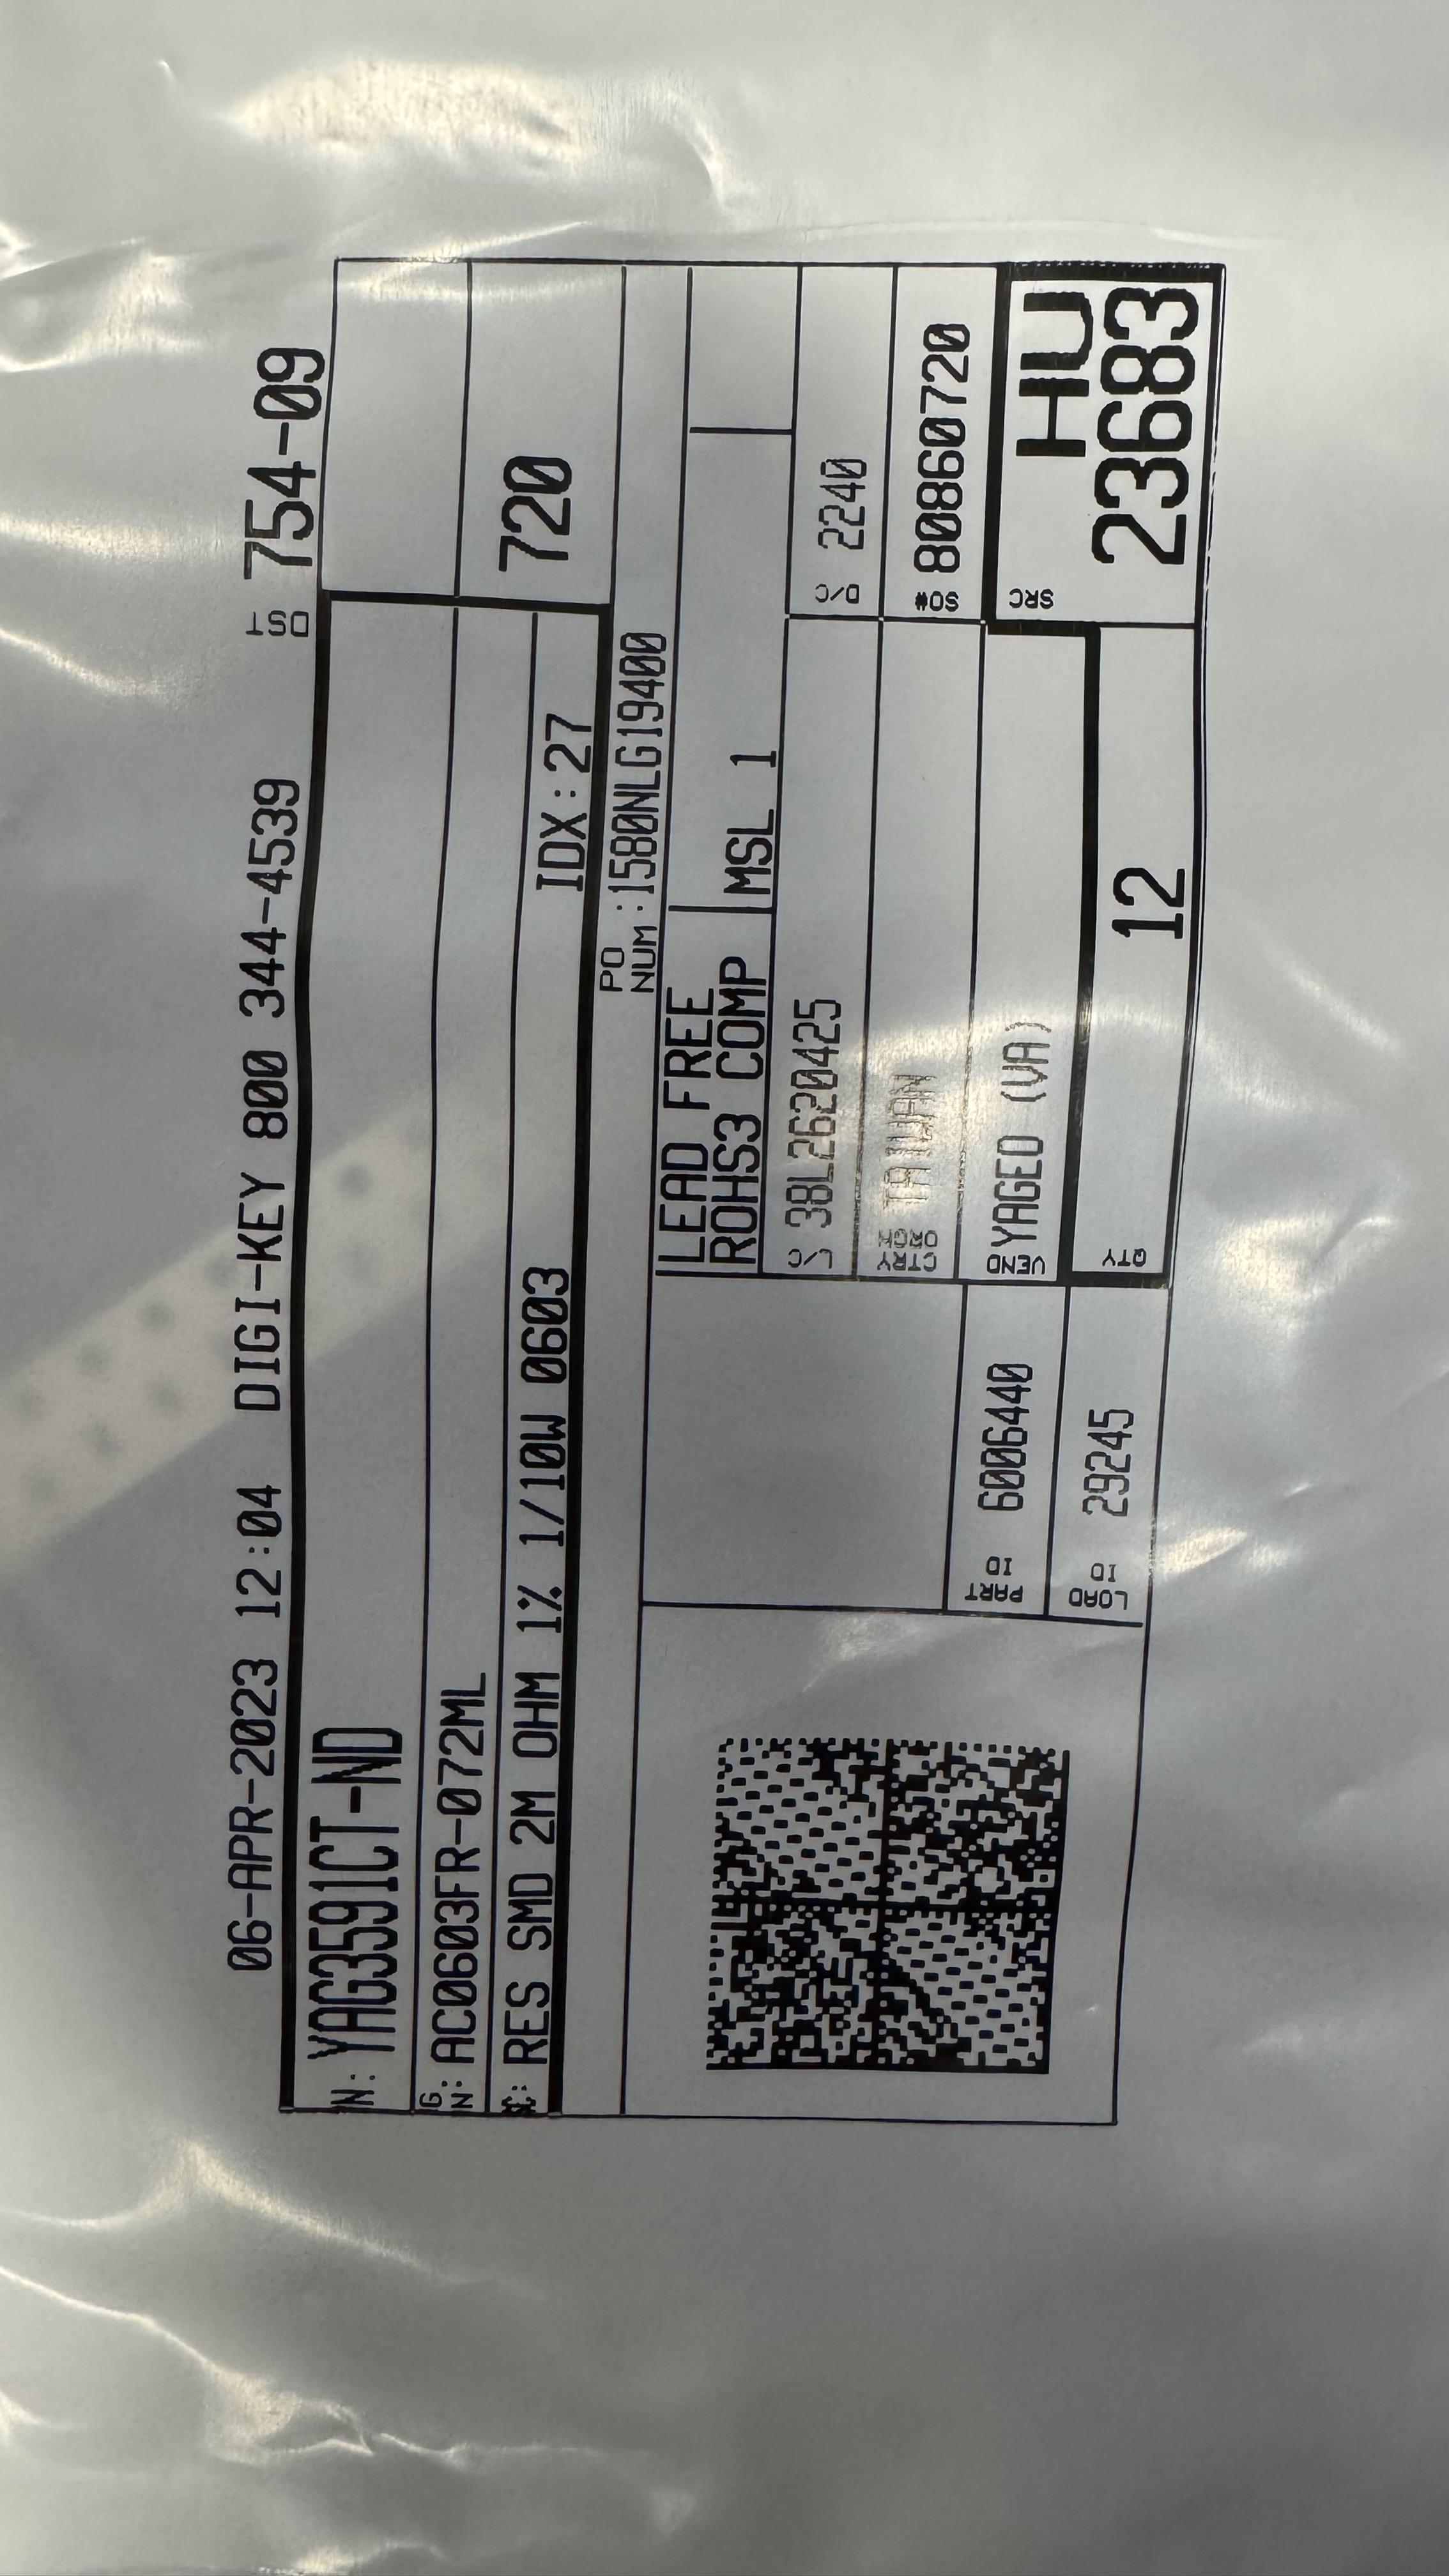 06-APR-2023 12:04 DIGI-KEY 800 344-4539 DST 754-09
N: YAG3591CT-ND
G:
N: AC0603FR-072ML
C: RES SMD 2M OHM 1% 1/10W 0603
IDX:27
720
PO
NUM:1580NLG19400
LEAD FREE
ROHS3 COMP
MSL 1
L/C 38L2620425
D/C 2240
CTRY
ORGN TAIWAN
SO# 80860720
PART
ID 6006440
VEND YAGEO (VA)
SRC HU
23683
LOAD
ID 29245
QTY 12